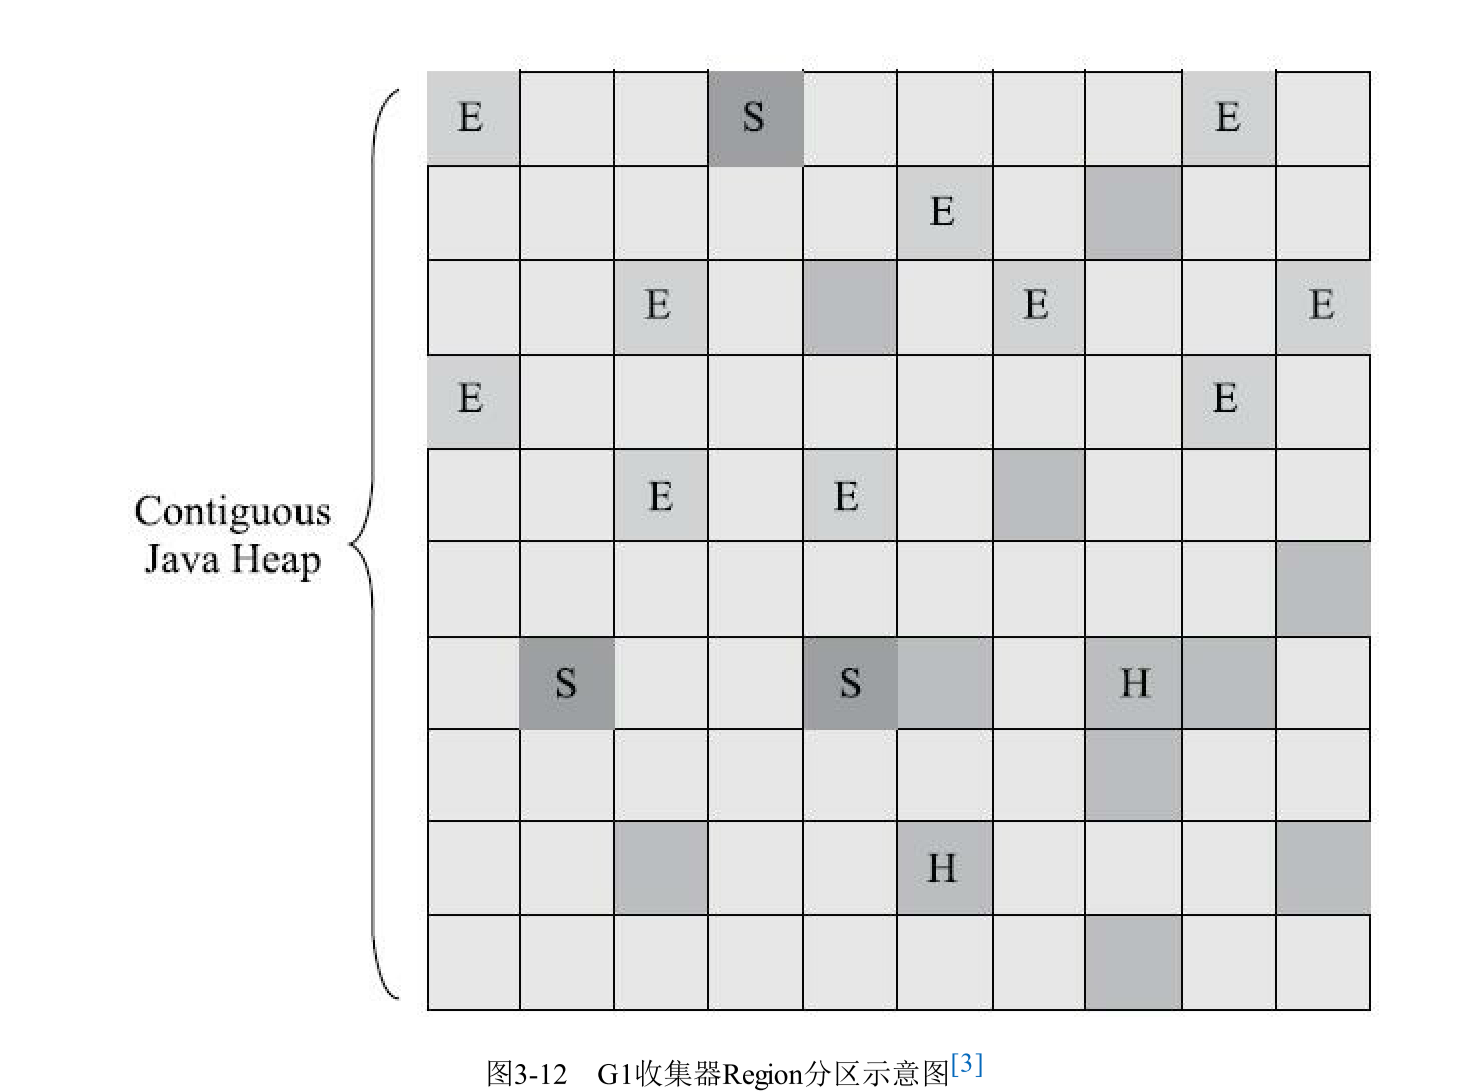 E S E
E
E E E
E E
E E
Contiguous
Java Heap
S S H
H
图3-12 G1收集器Region分区示意图[3]